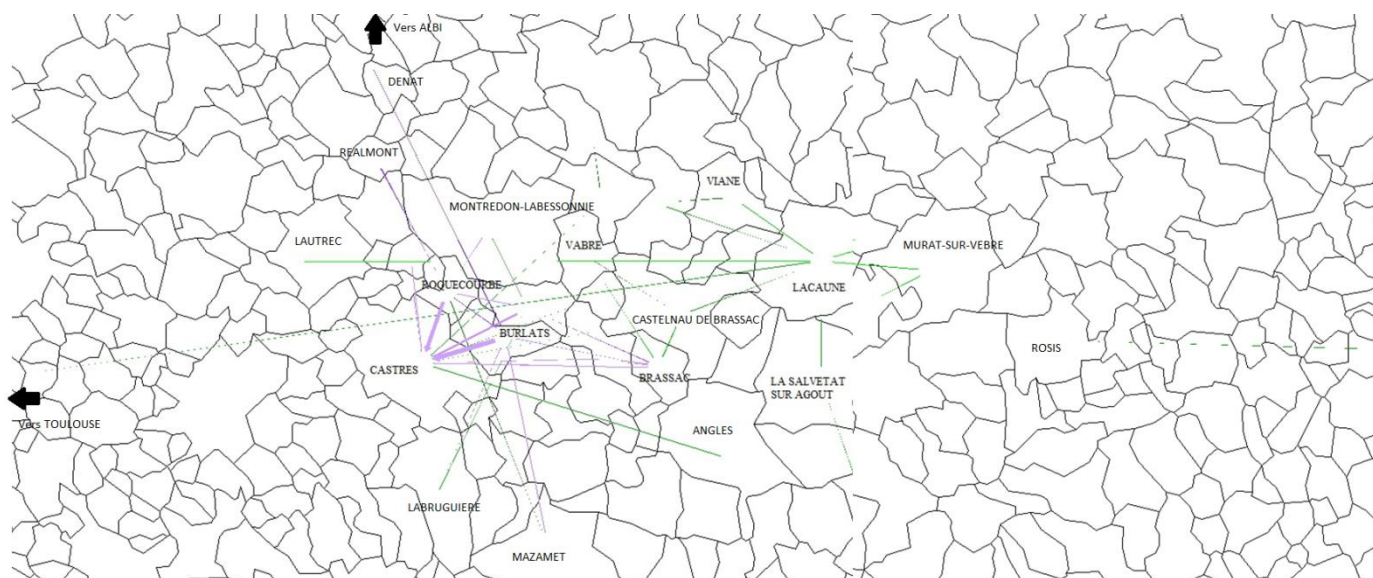 Vers ALBI
DENAT
REALMONT
VIANE
MONTREDON-LABESSONNIE
LAUTREC
VABRE
MURAT-SUR-VEBRE
ROQUECOURBE
LACAUNE
CASTELNAU DE BRASSAC
BURLATS
ROSIS
CASTRES
BRASSAC
LA SALVETAT
SUR AGOUT
Vers TOULOUSE
ANGLES
LABRUGUIERE
MAZAMET